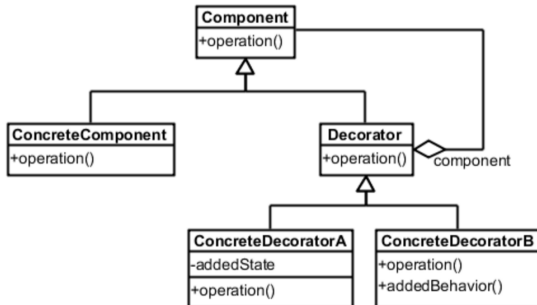 Component
+operation()
ConcreteComponent
+operation()
Decorator
+operation()
component
ConcreteDecoratorA
-addedState
+operation()
ConcreteDecoratorB
+operation()
+addedBehavior()